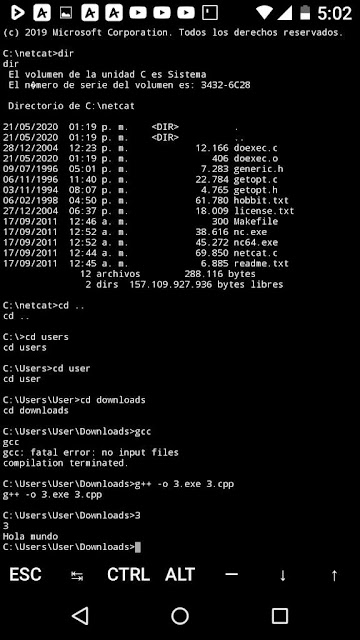 5:02
(c) 2019 Microsoft Corporation. Todos los derechos reservados.
C:\netcat>dir
dir
El volumen de la unidad C es Sistema
El número de serie del volumen es: 3432-6C28
Directorio de C:\netcat
21/05/2020 01:19 p. m. <DIR> .
21/05/2020 01:19 p. m. <DIR> ..
28/12/2004 12:23 p. m. 12.166 doexec.c
21/05/2020 01:19 p. m. 406 doexec.o
09/07/1996 05:01 p. m. 7.283 generic.h
06/11/1996 11:40 p. m. 22.784 getopt.c
03/11/1994 08:07 p. m. 4.765 getopt.h
06/02/1998 04:50 p. m. 61.780 hobbit.txt
27/12/2004 06:37 p. m. 18.009 license.txt
17/09/2011 12:46 a. m. 300 Makefile
17/09/2011 12:52 a. m. 38.616 nc.exe
17/09/2011 12:52 a. m. 45.272 nc64.exe
17/09/2011 12:44 a. m. 69.850 netcat.c
17/09/2011 12:45 a. m. 6.885 readme.txt
12 archivos 288.116 bytes
2 dirs 157.109.927.936 bytes libres
C:\netcat>cd ..
cd ..
C:\>cd users
cd users
C:\Users>cd user
cd user
C:\Users\User>cd downloads
cd downloads
C:\Users\User\Downloads>gcc
gcc
gcc: fatal error: no input files
compilation terminated.
C:\Users\User\Downloads>g++ -o 3.exe 3.cpp
g++ -o 3.exe 3.cpp
C:\Users\User\Downloads>3
3
Hola mundo
C:\Users\User\Downloads>
ESC CTRL ALT — ↓ ↑